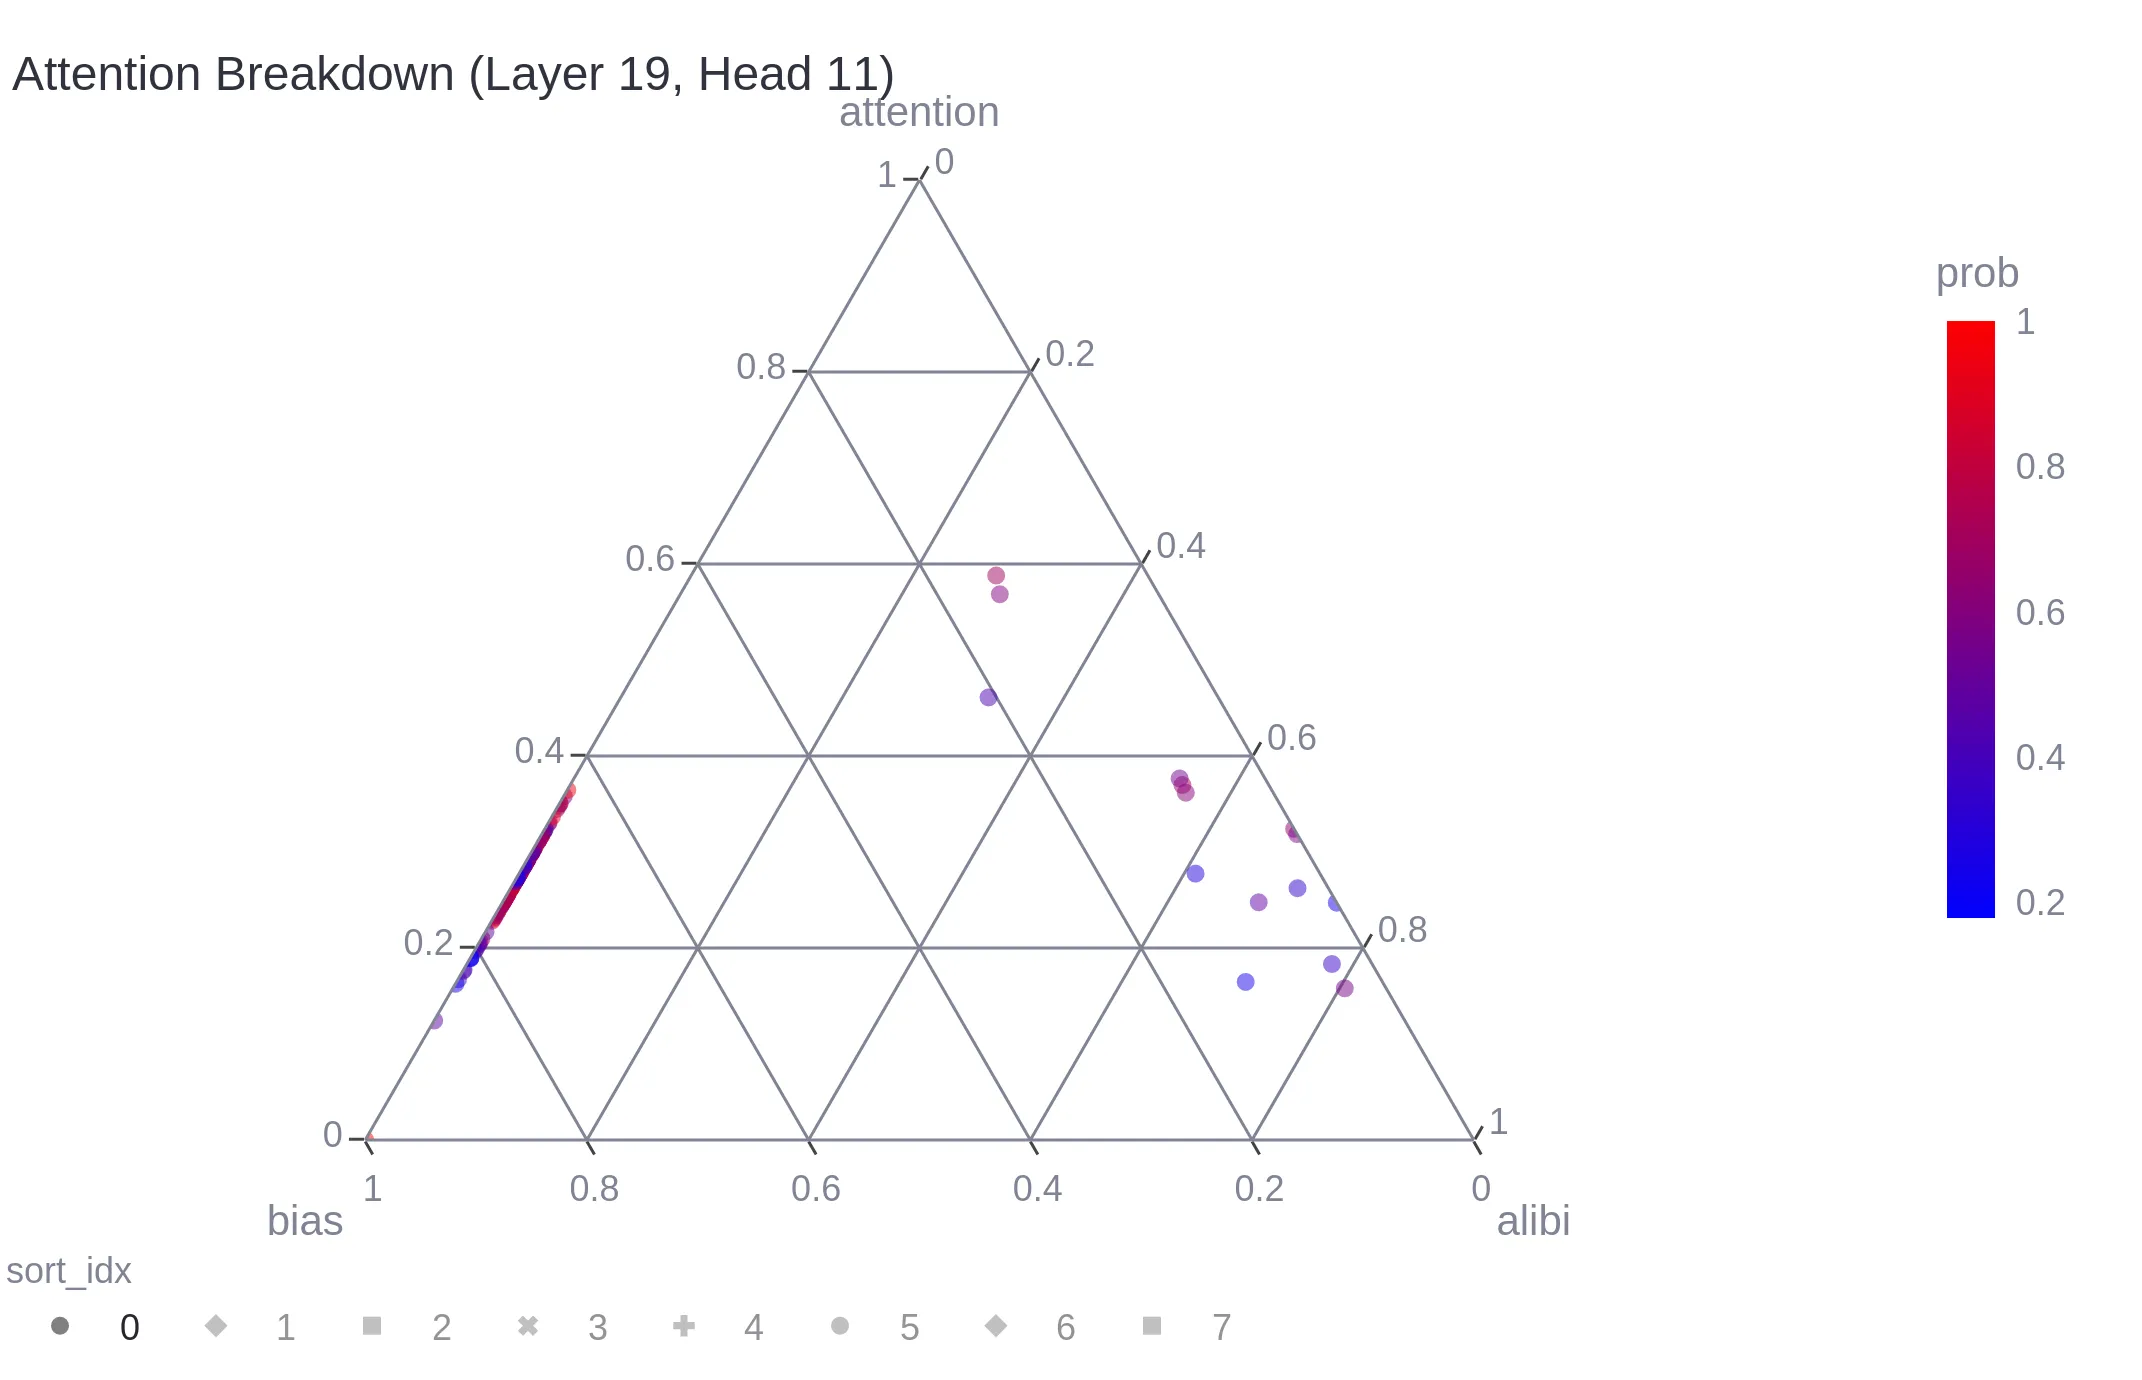 Attention Breakdown (Layer 19, Head 11)
attention
1 0
0.8 0.2
0.6 0.4
0.4 0.6
0.2 0.8
0 1
1 0.8 0.6 0.4 0.2 0
bias alibi
prob
1
0.8
0.6
0.4
0.2
sort_idx
0 1 2 3 4 5 6 7